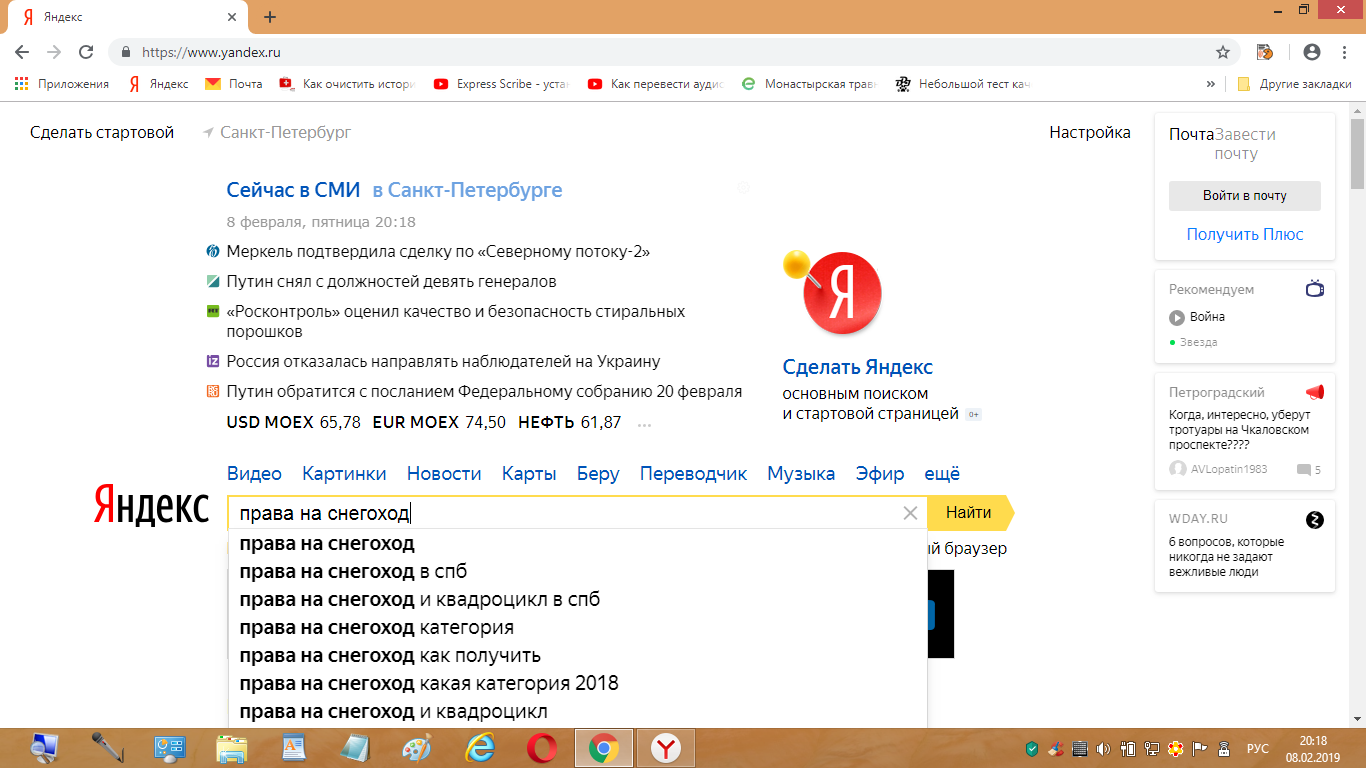 Яндекс
https://www.yandex.ru
Приложения
Яндекс
Почта
Как очистить истори
Express Scribe - уста
Как перевести аудио
Монастырская трав
Небольшой тест кач
»
Другие закладки
Сделать стартовой
Санкт-Петербург
Настройка
Сейчас в СМИ в Санкт-Петербурге
8 февраля, пятница 20:18
Меркель подтвердила сделку по «Северному потоку-2»
Путин снял с должностей девять генералов
«Росконтроль» оценил качество и безопасность стиральных
порошков
Россия отказалась направлять наблюдателей на Украину
Путин обратится с посланием Федеральному собранию 20 февраля
USD MOEX 65,78 EUR MOEX 74,50 НЕФТЬ 61,87 ...
Я
Сделать Яндекс
основным поиском
и стартовой страницей 0+
Почта Завести
почту
Войти в почту
Получить Плюс
Рекомендуем
Война
Звезда
Петроградский
Когда, интересно, уберут
тротуары на Чкаловском
проспекте????
AVLopatin1983 5
WDAY.RU
6 вопросов, которые
никогда не задают
вежливые люди
Видео Картинки Новости Карты Беру Переводчик Музыка Эфир ещё
Яндекс
права на снегоход
Найти
права на снегоход
права на снегоход в спб
права на снегоход и квадроцикл в спб
права на снегоход категория
права на снегоход как получить
права на снегоход какая категория 2018
права на снегоход и квадроцикл
й браузер
РУС
20:18
08.02.2019